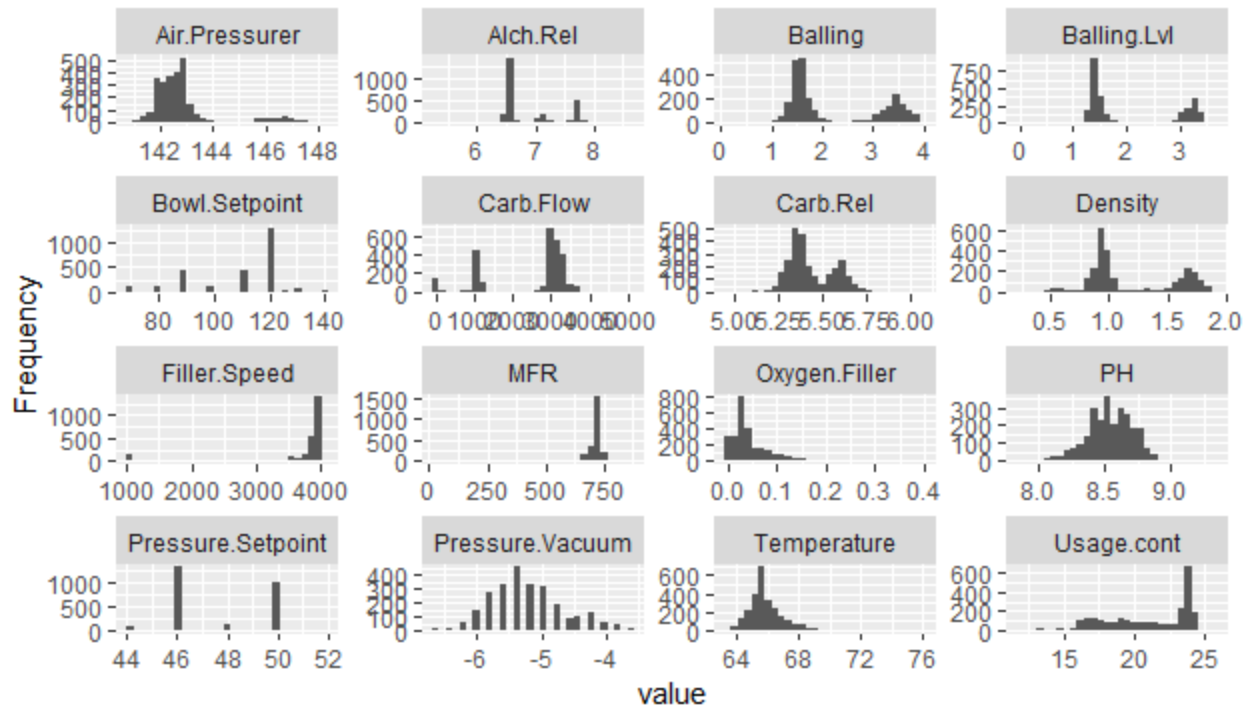 Air.Pressurer Alch.Rel Balling Balling.Lvl
500 400 300 200 100 0
1000 500 0
400 200 0
750 500 250 0
142 144 146 148
6 7 8
0 1 2 3 4
0 1 2 3
Bowl.Setpoint Carb.Flow Carb.Rel Density
1000 500 0
600 400 200 0
500 400 300 200 100 0
600 400 200 0
80 100 120 140
0 1000 2000 3000 4000 5000
5.00 5.25 5.50 5.75 6.00
0.5 1.0 1.5 2.0
Frequency
Filler.Speed MFR Oxygen.Filler PH
1000 500 0
1500 1000 500 0
800 600 400 200 0
300 200 100 0
1000 2000 3000 4000
0 250 500 750
0.0 0.1 0.2 0.3 0.4
8.0 8.5 9.0
Pressure.Setpoint Pressure.Vacuum Temperature Usage.cont
1000 500 0
400 300 200 100 0
600 400 200 0
600 400 200 0
44 46 48 50 52
-6 -5 -4
64 68 72 76
15 20 25
value